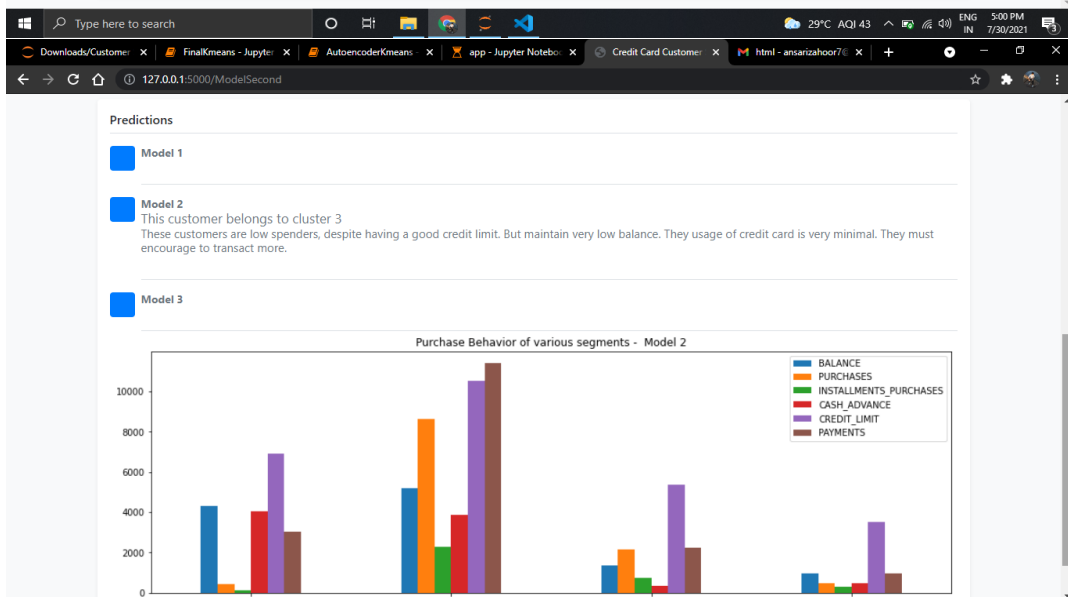 Type here to search
29°C AQI 43
ENG
IN
5:00 PM
7/30/2021
3
Downloads/Customer
FinalKmeans - Jupyter
AutoencoderKmeans -
app - Jupyter Noteboo
Credit Card Customer
html - ansarizahoor7@
127.0.0.1:5000/ModelSecond
Predictions
Model 1
Model 2
This customer belongs to cluster 3
These customers are low spenders, despite having a good credit limit. But maintain very low balance. They usage of credit card is very minimal. They must
encourage to transact more.
Model 3
Purchase Behavior of various segments - Model 2
BALANCE
PURCHASES
INSTALLMENTS_PURCHASES
CASH_ADVANCE
CREDIT_LIMIT
PAYMENTS
10000
8000
6000
4000
2000
0